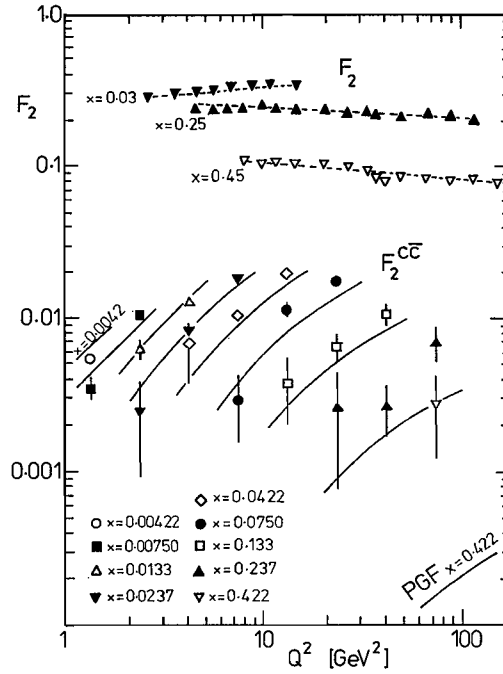 1.0
F₂
F₂
x=0.03
x=0.25
0.1
x=0.45
F₂^cc̅
x=0.0042
0.01
0.001
○ x=0.00422
■ x=0.00750
△ x=0.0133
▼ x=0.0237
◇ x=0.0422
● x=0.0750
□ x=0.133
▲ x=0.237
▽ x=0.422
PGF x=0.422
1 10 100
Q² [GeV²]